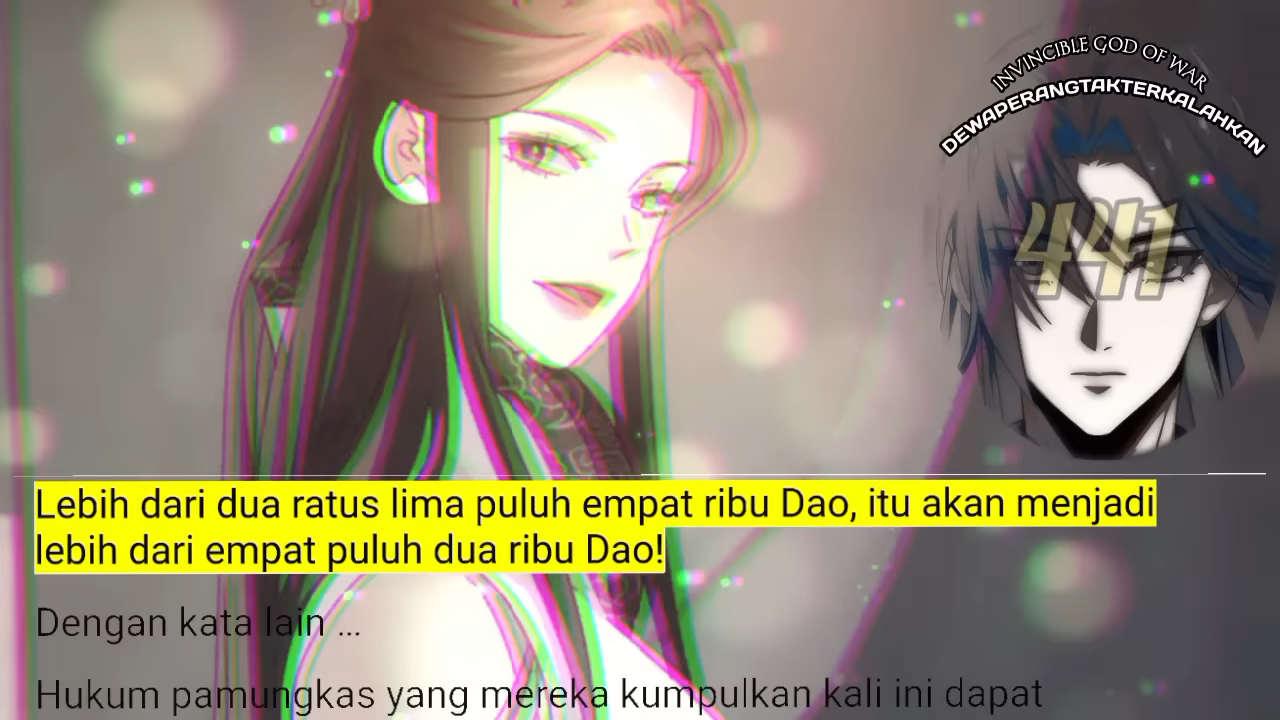 INVINCIBLE GOD OF WAR
DEWAPERANGTAKTERKALAHKAN
441
Lebih dari dua ratus lima puluh empat ribu Dao, itu akan menjadi
lebih dari empat puluh dua ribu Dao!
Dengan kata lain ...
Hukum pamungkas yang mereka kumpulkan kali ini dapat